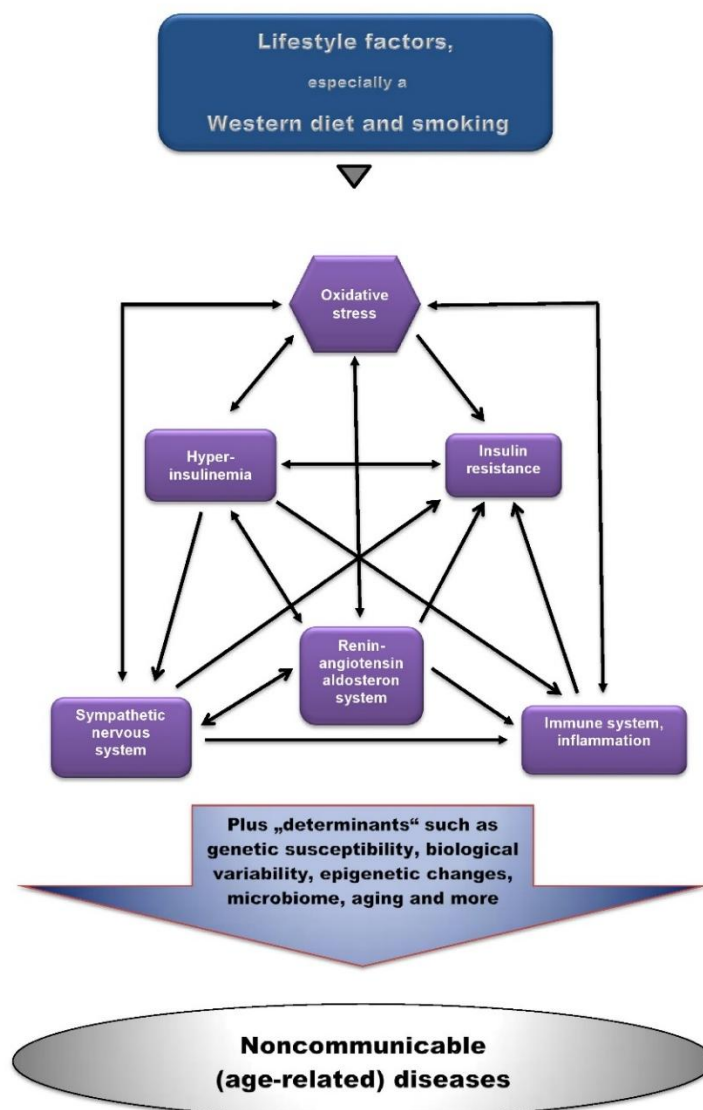 Lifestyle factors,
especially a
Western diet and smoking
Oxidative
stress
Hyper-
insulinemia
Insulin
resistance
Renin-
angiotensin
aldosteron
system
Sympathetic
nervous
system
Immune system,
inflammation
Plus „determinants“ such as
genetic susceptibility, biological
variability, epigenetic changes,
microbiome, aging and more
Noncommunicable
(age-related) diseases